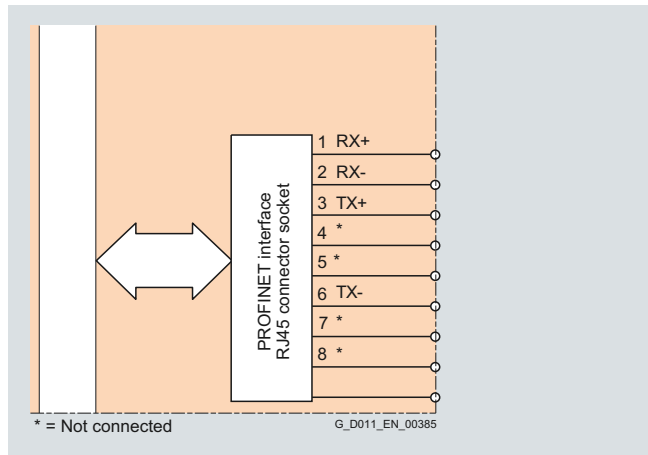 1 RX+
2 RX-
3 TX+
4 *
5 *
6 TX-
7 *
8 *
PROFINET interface
RJ45 connector socket
* = Not connected
G_D011_EN_00385